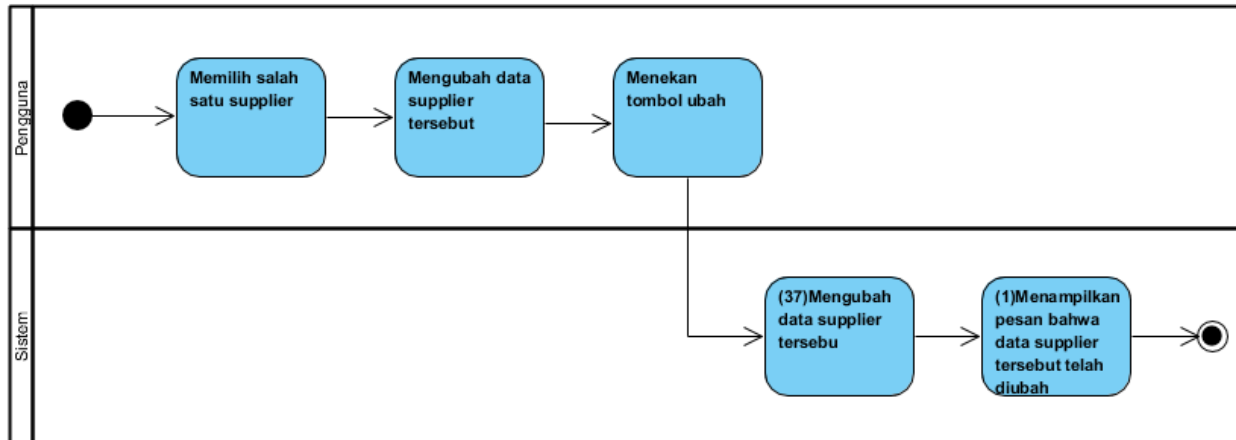 Pengguna
Memilih salah
satu supplier
Mengubah data
supplier
tersebut
Menekan
tombol ubah
Sistem
(37)Mengubah
data supplier
tersebu
(1)Menampilkan
pesan bahwa
data supplier
tersebut telah
diubah